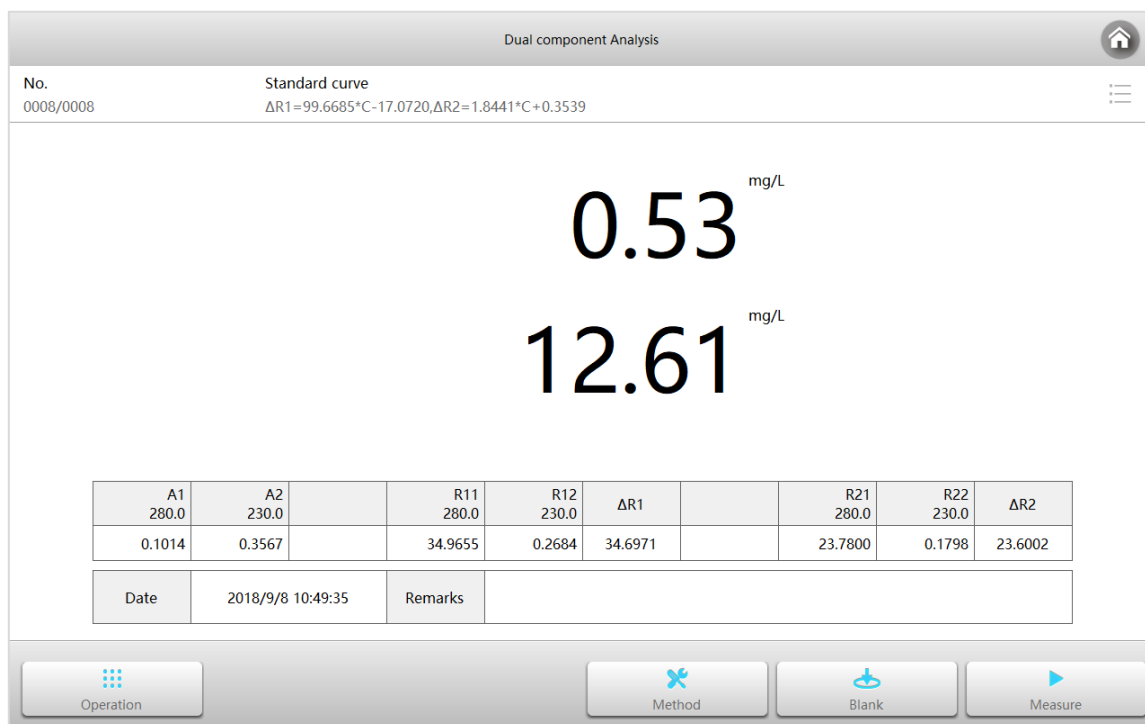 Dual component Analysis
No.
Standard curve
0008/0008
ΔR1=99.6685*C-17.0720,ΔR2=1.8441*C+0.3539
mg/L
0.53
mg/L
12.61
A1 280.0 A2 230.0 R11 280.0 R12 230.0 ΔR1 R21 280.0 R22 230.0 ΔR2
0.1014 0.3567 34.9655 0.2684 34.6971 23.7800 0.1798 23.6002
Date 2018/9/8 10:49:35 Remarks
Operation Method Blank Measure